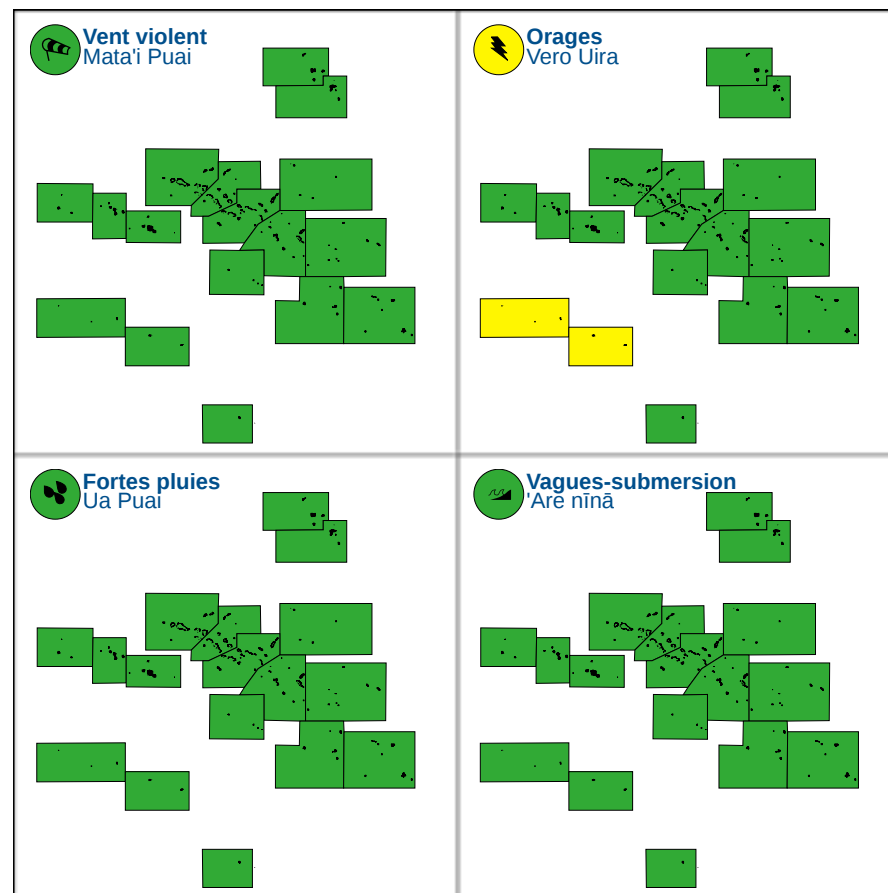 Vent violent
Mata'i Puai
Orages
Vero Uira
Fortes pluies
Ua Puai
Vagues-submersion
'Are nīnā